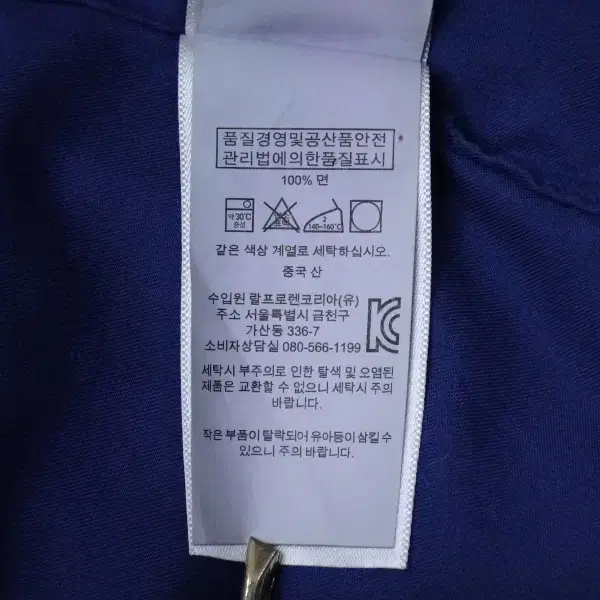 품질경영및공산품안전
관리법에의한품질표시
100% 면
약 30℃
중성
2
140~160℃
같은 색상 계열로 세탁하십시오.
중국 산
수입원 랄프로렌코리아(유)
주소 서울특별시 금천구
가산동 336-7
소비자상담실 080-566-1199
세탁시 부주의로 인한 탈색 및 오염된
제품은 교환할 수 없으니 세탁시 주의
바랍니다.
작은 부품이 탈락되어 유아등이 삼킬 수
있으니 주의 바랍니다.